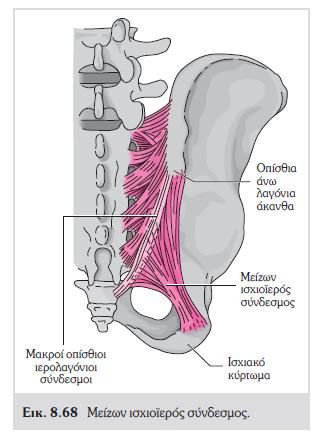 Οπίσθια
άνω
λαγόνια
άκανθα
Μείζων
ισχιοϊερός
σύνδεσμος
Μακροί οπίσθιοι
ιερολαγόνιοι
σύνδεσμοι
Ισχιακό
κύρτωμα
Εικ. 8.68 Μείζων ισχιοϊερός σύνδεσμος.